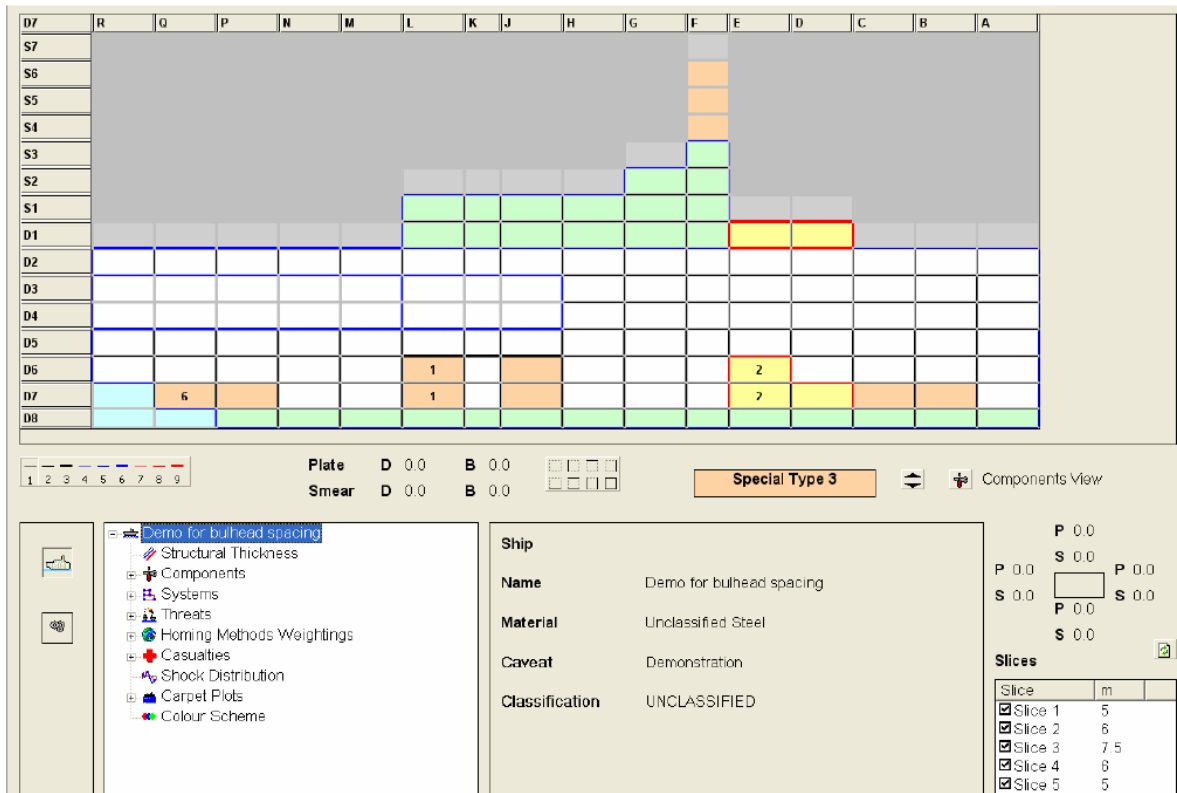 D7 R Q P N M L K J H G F E D C B A
S7
S6
S5
S4
S3
S2
S1
D1
D2
D3
D4
D5
D6 1 2
D7 6 1 2
D8
1 2 3 4 5 6 7 8 9
Plate D 0.0 B 0.0
Smear D 0.0 B 0.0
Special Type 3
Components View
Demo for bulhead spacing
Structural Thickness
Components
Systems
Threats
Homing Methods Weightings
Casualties
Shock Distribution
Carpet Plots
Colour Scheme
Ship
Name Demo for bulhead spacing
Material Unclassified Steel
Caveat Demonstration
Classification UNCLASSIFIED
P 0.0
S 0.0
P 0.0 P 0.0
S 0.0 S 0.0
P 0.0
S 0.0
Slices
Slice m
Slice 1 5
Slice 2 6
Slice 3 7.5
Slice 4 6
Slice 5 5